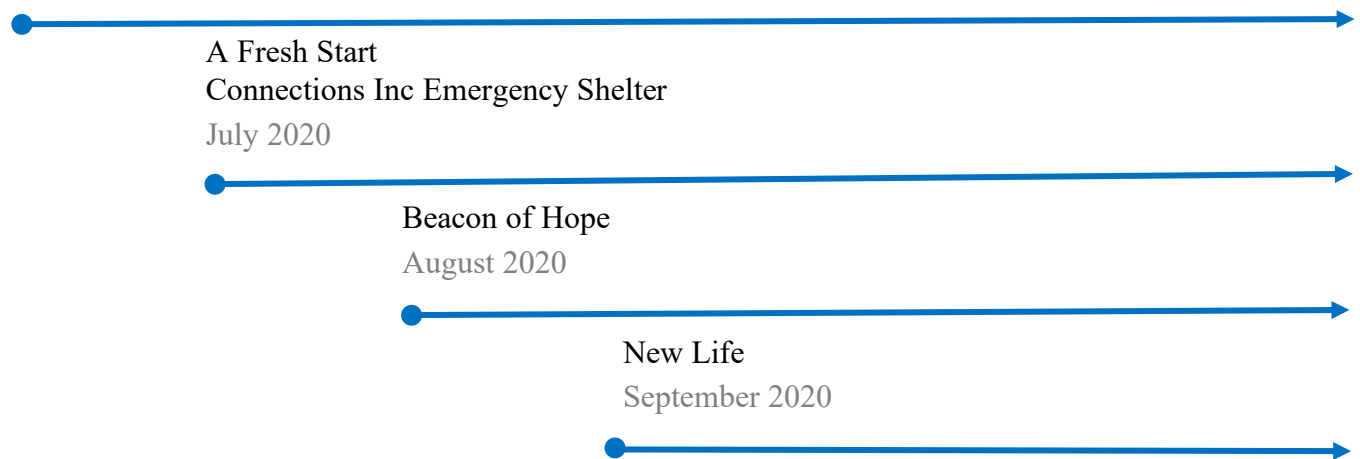 A Fresh Start
Connections Inc Emergency Shelter
July 2020
Beacon of Hope
August 2020
New Life
September 2020